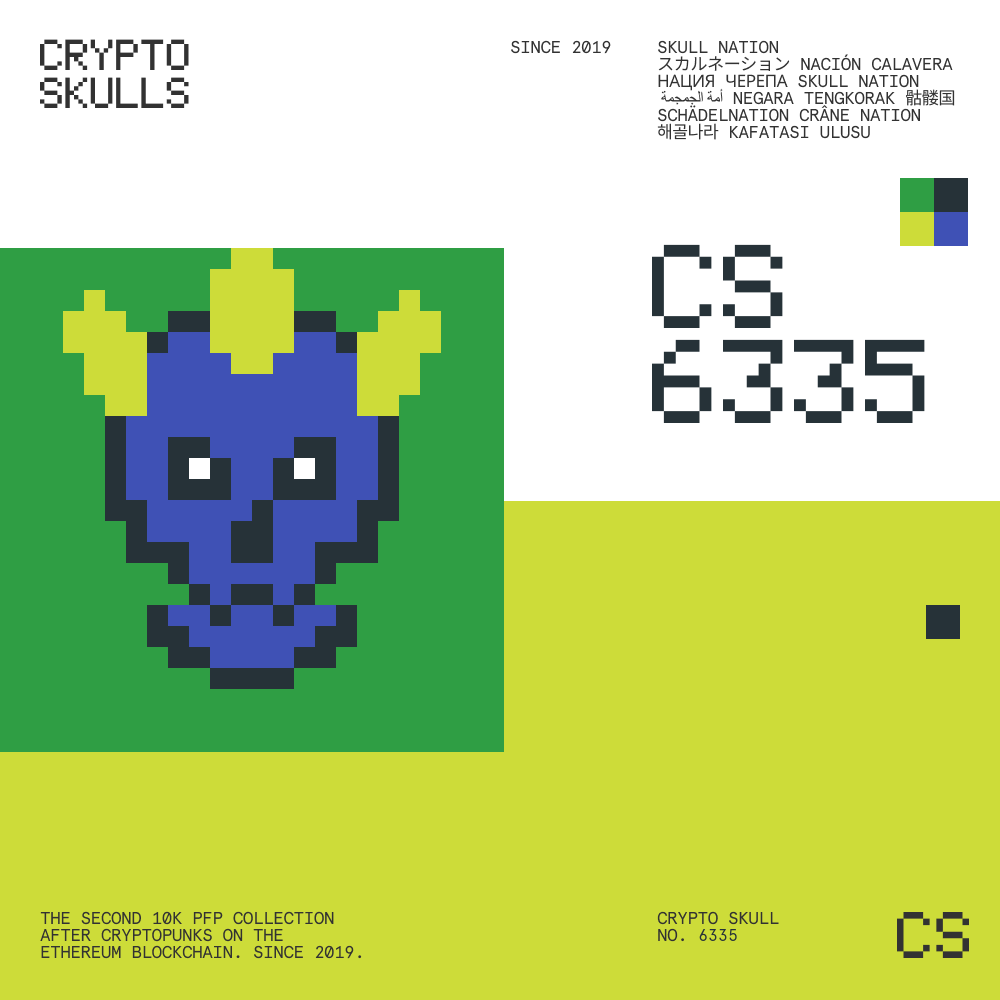 CRYPTO
SKULLS
SINCE 2019
SKULL NATION
スカルネーション NACIÓN CALAVERA
НАЦИЯ ЧЕРЕПА SKULL NATION
أمة الجمجمة NEGARA TENGKORAK 骷髅国
SCHÄDELNATION CRÂNE NATION
해골나라 KAFATASI ULUSU
CS
6335
THE SECOND 10K PFP COLLECTION
AFTER CRYPTOPUNKS ON THE
ETHEREUM BLOCKCHAIN. SINCE 2019.
CRYPTO SKULL
NO. 6335
CS